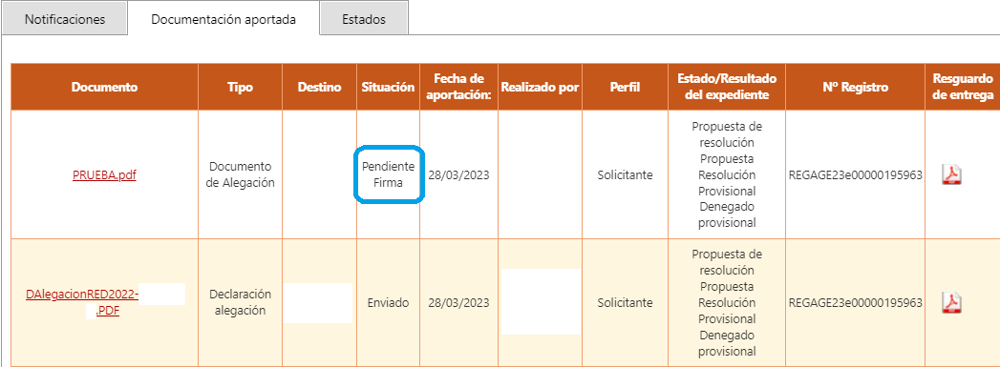 Notificaciones
Documentación aportada
Estados
Documento
Tipo
Destino
Situación
Fecha de
aportación:
Realizado por
Perfil
Estado/Resultado
del expediente
Nº Registro
Resguardo
de entrega
PRUEBA.pdf
Documento
de Alegación
Pendiente
Firma
28/03/2023
Solicitante
Propuesta de
resolución
Propuesta
Resolución
Provisional
Denegado
provisional
REGAGE23e00000195963
DAlegacionRED2022-
.PDF
Declaración
alegación
Enviado
28/03/2023
Solicitante
Propuesta de
resolución
Propuesta
Resolución
Provisional
Denegado
provisional
REGAGE23e00000195963